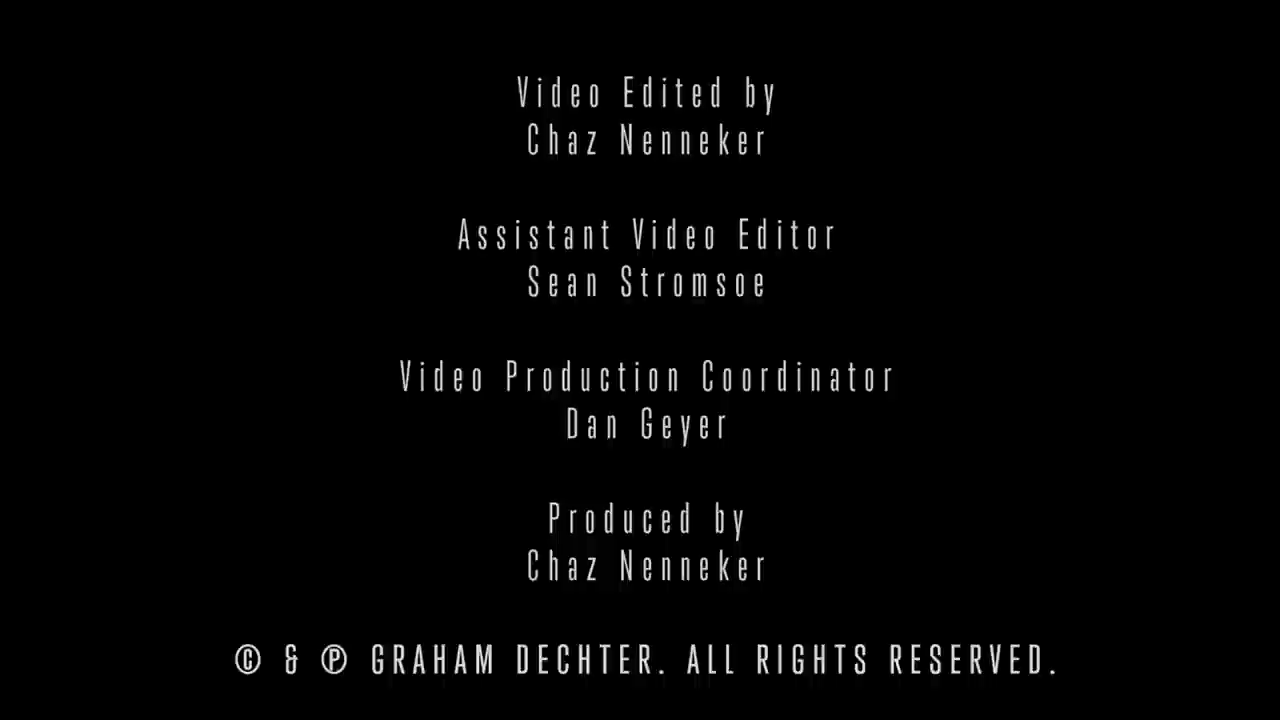 Video Edited by
Chaz Nenneker
Assistant Video Editor
Sean Stromsoe
Video Production Coordinator
Dan Geyer
Produced by
Chaz Nenneker
© & ℗ GRAHAM DECHTER. ALL RIGHTS RESERVED.